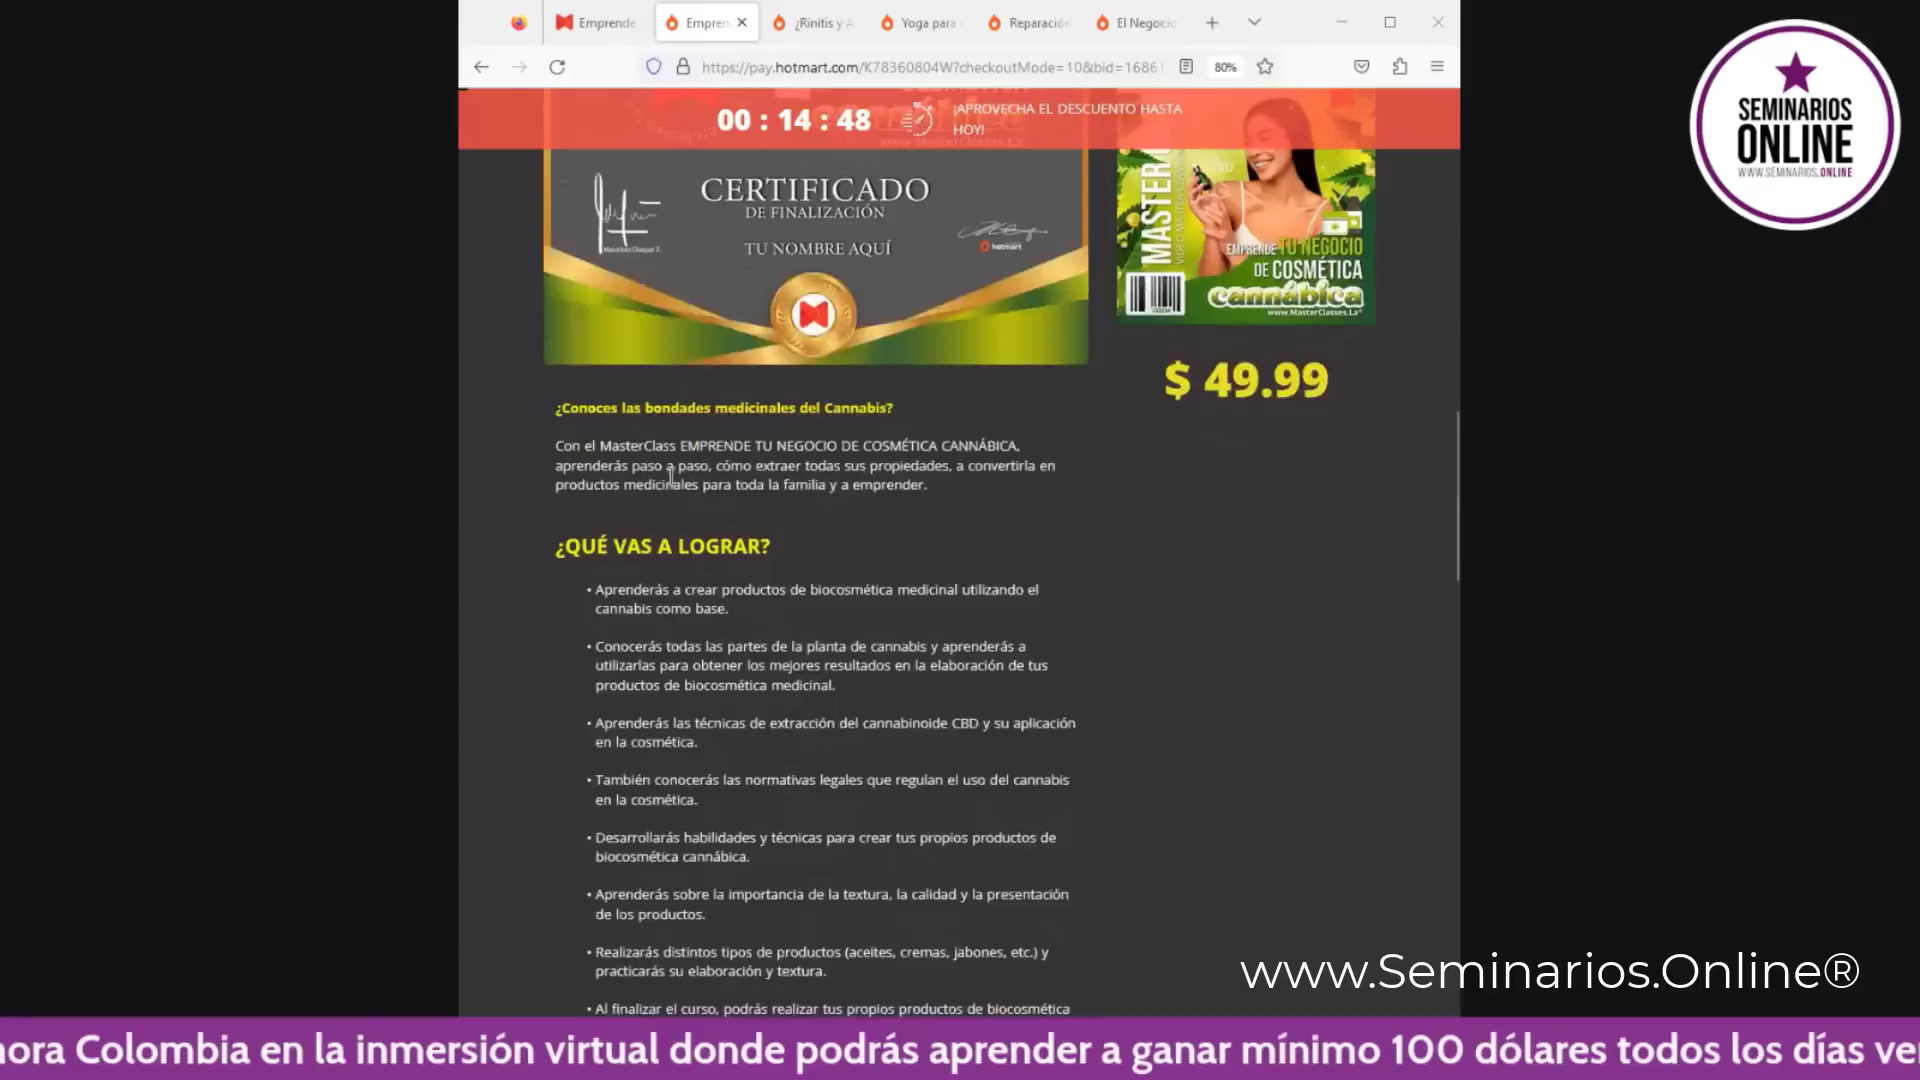 Emprende
Empren
¿Rinitis y A
Yoga para
Reparación
El Negocio
https://pay.hotmart.com/K78360804W?checkoutMode=10&bid=1686
80%
00 : 14 : 48
¡APROVECHA EL DESCUENTO HASTA
HOY!
CERTIFICADO
DE FINALIZACIÓN
TU NOMBRE AQUÍ
hotmart
EMPRENDE TU NEGOCIO
DE COSMÉTICA
cannábica
www.MasterClasses.La
$ 49.99
¿Conoces las bondades medicinales del Cannabis?
Con el MasterClass EMPRENDE TU NEGOCIO DE COSMÉTICA CANNÁBICA,
aprenderás paso a paso, cómo extraer todas sus propiedades, a convertirla en
productos medicinales para toda la familia y a emprender.
¿QUÉ VAS A LOGRAR?
• Aprenderás a crear productos de biocosmética medicinal utilizando el
cannabis como base.
• Conocerás todas las partes de la planta de cannabis y aprenderás a
utilizarlas para obtener los mejores resultados en la elaboración de tus
productos de biocosmética medicinal.
• Aprenderás las técnicas de extracción del cannabinoide CBD y su aplicación
en la cosmética.
• También conocerás las normativas legales que regulan el uso del cannabis
en la cosmética.
• Desarrollarás habilidades y técnicas para crear tus propios productos de
biocosmética cannábica.
• Aprenderás sobre la importancia de la textura, la calidad y la presentación
de los productos.
• Realizarás distintos tipos de productos (aceites, cremas, jabones, etc.) y
practicarás su elaboración y textura.
• Al finalizar el curso, podrás realizar tus propios productos de biocosmética
SEMINARIOS
ONLINE
WWW.SEMINARIOS.ONLINE
www.Seminarios.Online®
hora Colombia en la inmersión virtual donde podrás aprender a ganar mínimo 100 dólares todos los días ve